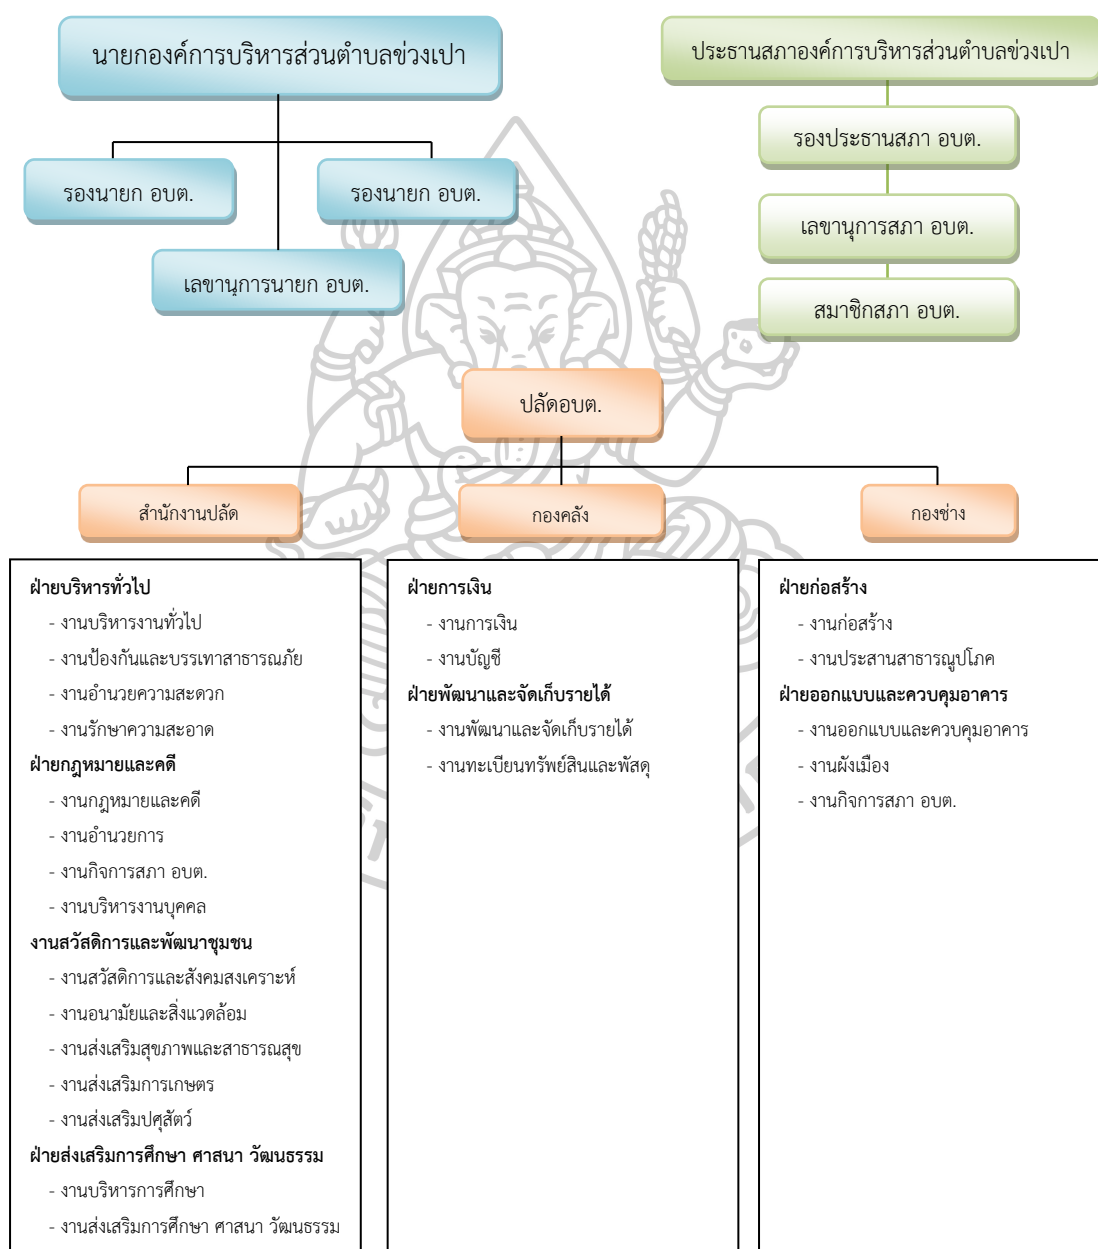 นายกองค์การบริหารส่วนตำบลข่วงเปา
ประธานสภาองค์การบริหารส่วนตำบลข่วงเปา
รองนายก อบต.
รองนายก อบต.
เลขานุการนายก อบต.
รองประธานสภา อบต.
เลขานุการสภา อบต.
สมาชิกสภา อบต.
ปลัดอบต.
สำนักงานปลัด
กองคลัง
กองช่าง
ฝ่ายบริหารทั่วไป
- งานบริหารงานทั่วไป
- งานป้องกันและบรรเทาสาธารณภัย
- งานอำนวยความสะดวก
- งานรักษาความสะอาด
ฝ่ายกฎหมายและคดี
- งานกฎหมายและคดี
- งานอำนวยการ
- งานกิจการสภา อบต.
- งานบริหารงานบุคคล
งานสวัสดิการและพัฒนาชุมชน
- งานสวัสดิการและสังคมสงเคราะห์
- งานอนามัยและสิ่งแวดล้อม
- งานส่งเสริมสุขภาพและสาธารณสุข
- งานส่งเสริมการเกษตร
- งานส่งเสริมปศุสัตว์
ฝ่ายส่งเสริมการศึกษา ศาสนา วัฒนธรรม
- งานบริหารการศึกษา
- งานส่งเสริมการศึกษา ศาสนา วัฒนธรรม
ฝ่ายการเงิน
- งานการเงิน
- งานบัญชี
ฝ่ายพัฒนาและจัดเก็บรายได้
- งานพัฒนาและจัดเก็บรายได้
- งานทะเบียนทรัพย์สินและพัสดุ
ฝ่ายก่อสร้าง
- งานก่อสร้าง
- งานประสานสาธารณูปโภค
ฝ่ายออกแบบและควบคุมอาคาร
- งานออกแบบและควบคุมอาคาร
- งานผังเมือง
- งานกิจการสภา อบต.